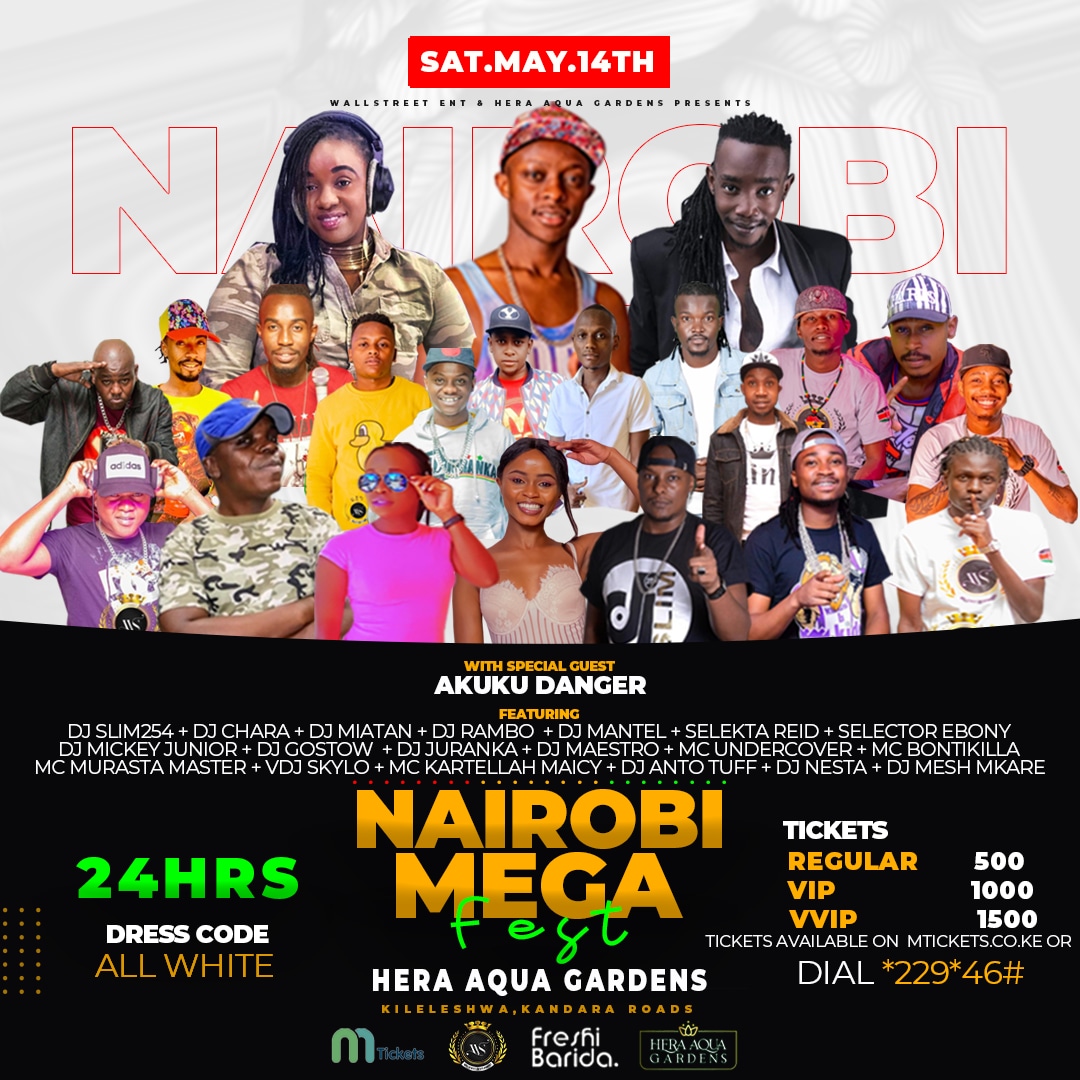 SAT.MAY.14TH
WALLSTREET ENT & HERA AQUA GARDENS PRESENTS
NAIROBI
adidas
WS
DJ SLIM
WITH SPECIAL GUEST
AKUKU DANGER
FEATURING
DJ SLIM254 + DJ CHARA + DJ MIATAN + DJ RAMBO + DJ MANTEL + SELEKTA REID + SELECTOR EBONY
DJ MICKEY JUNIOR + DJ GOSTOW + DJ JURANKA + DJ MAESTRO + MC UNDERCOVER + MC BONTIKILLA
MC MURASTA MASTER + VDJ SKYLO + MC KARTELLAH MAICY + DJ ANTO TUFF + DJ NESTA + DJ MESH MKARE
NAIROBI
MEGA
fest
HERA AQUA GARDENS
KILELESHWA,KANDARA ROADS
24HRS
DRESS CODE
ALL WHITE
TICKETS
REGULAR 500
VIP 1000
VVIP 1500
TICKETS AVAILABLE ON MTICKETS.CO.KE OR
DIAL *229*46#
m Tickets
WS
Freshi
Barida.
HERA AQUA
GARDENS